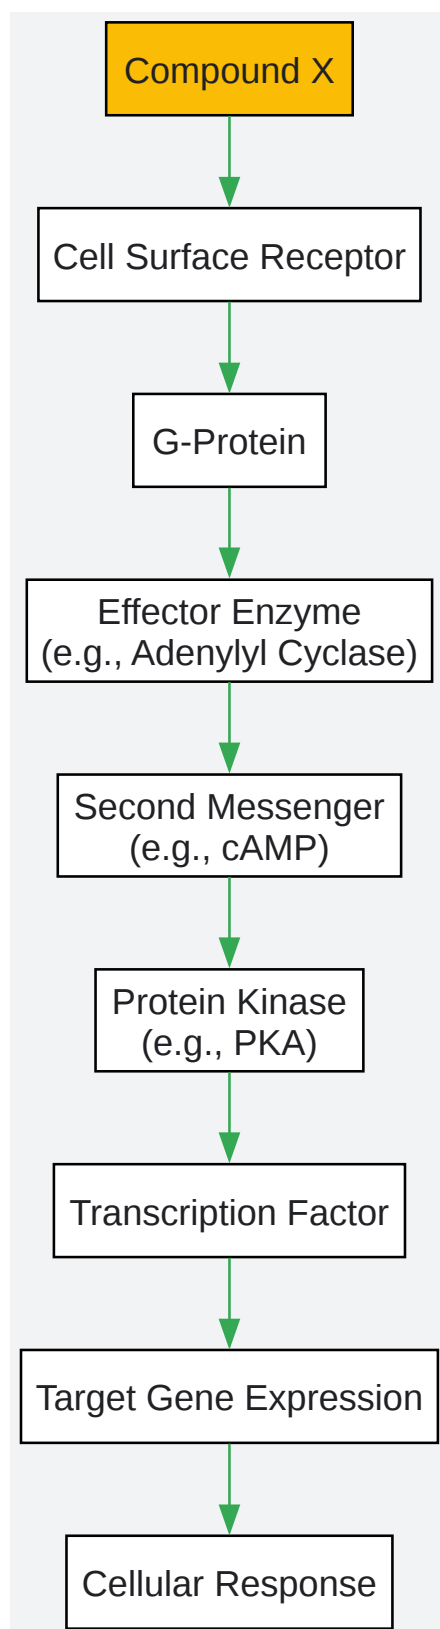 Compound X
Cell Surface Receptor
G-Protein
Effector Enzyme
(e.g., Adenylyl Cyclase)
Second Messenger
(e.g., cAMP)
Protein Kinase
(e.g., PKA)
Transcription Factor
Target Gene Expression
Cellular Response